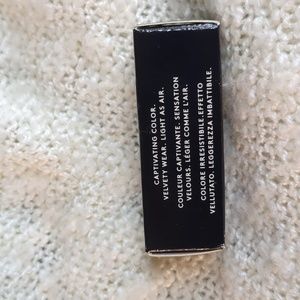 CAPTIVATING COLOR.
VELVETY WEAR. LIGHT AS AIR.
COULEUR CAPTIVANTE. SENSATION
VELOURS. LÉGER COMME L'AIR.
COLORE IRRESISTIBILE.EFFETTO
VELLUTATO. LEGGEREZZA IMBATTIBILE.